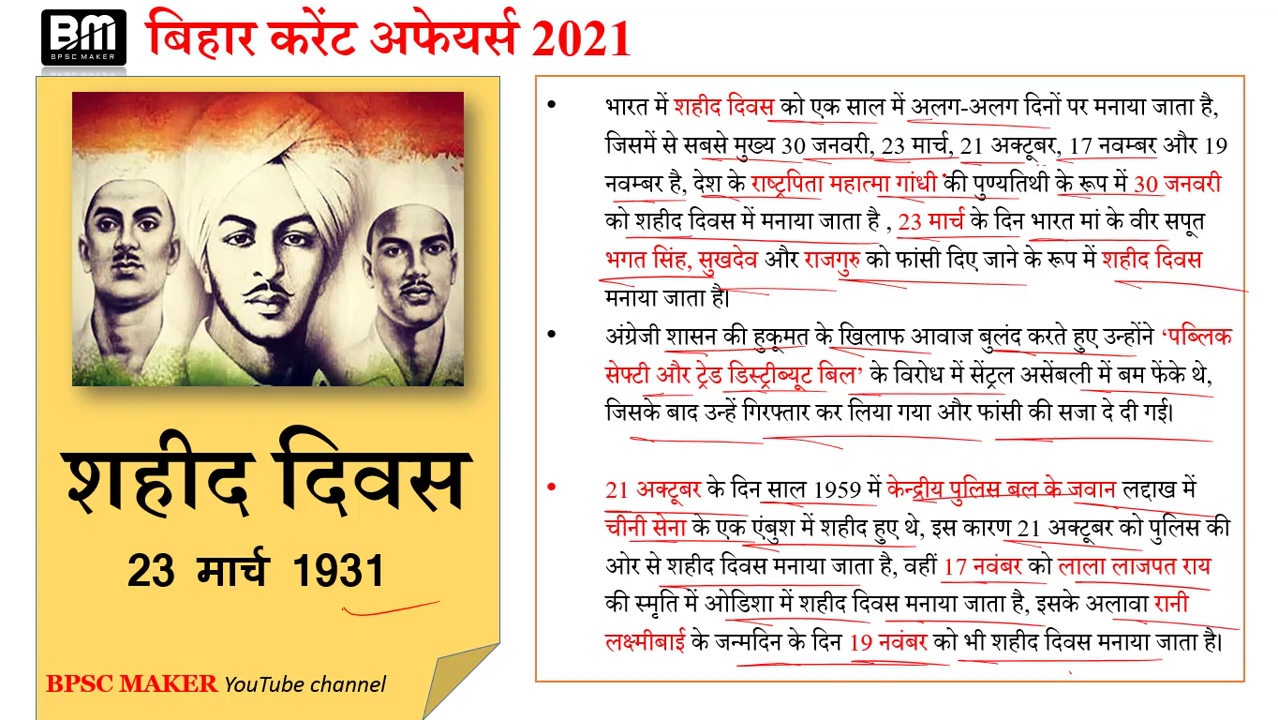 BM
BPSC MAKER
बिहार करेंट अफेयर्स 2021
शहीद दिवस
23 मार्च 1931
BPSC MAKER YouTube channel
• भारत में शहीद दिवस को एक साल में अलग-अलग दिनों पर मनाया जाता है,
जिसमें से सबसे मुख्य 30 जनवरी, 23 मार्च, 21 अक्टूबर, 17 नवम्बर और 19
नवम्बर है, देश के राष्ट्रपिता महात्मा गांधी की पुण्यतिथी के रूप में 30 जनवरी
को शहीद दिवस में मनाया जाता है , 23 मार्च के दिन भारत मां के वीर सपूत
भगत सिंह, सुखदेव और राजगुरु को फांसी दिए जाने के रूप में शहीद दिवस
मनाया जाता है।
• अंग्रेजी शासन की हुकूमत के खिलाफ आवाज बुलंद करते हुए उन्होंने ‘पब्लिक
सेफ्टी और ट्रेड डिस्ट्रीब्यूट बिल’ के विरोध में सेंट्रल असेंबली में बम फेंके थे,
जिसके बाद उन्हें गिरफ्तार कर लिया गया और फांसी की सजा दे दी गई।
• 21 अक्टूबर के दिन साल 1959 में केन्द्रीय पुलिस बल के जवान लद्दाख में
चीनी सेना के एक एंबुश में शहीद हुए थे, इस कारण 21 अक्टूबर को पुलिस की
ओर से शहीद दिवस मनाया जाता है, वहीं 17 नवंबर को लाला लाजपत राय
की स्मृति में ओडिशा में शहीद दिवस मनाया जाता है, इसके अलावा रानी
लक्ष्मीबाई के जन्मदिन के दिन 19 नवंबर को भी शहीद दिवस मनाया जाता है।